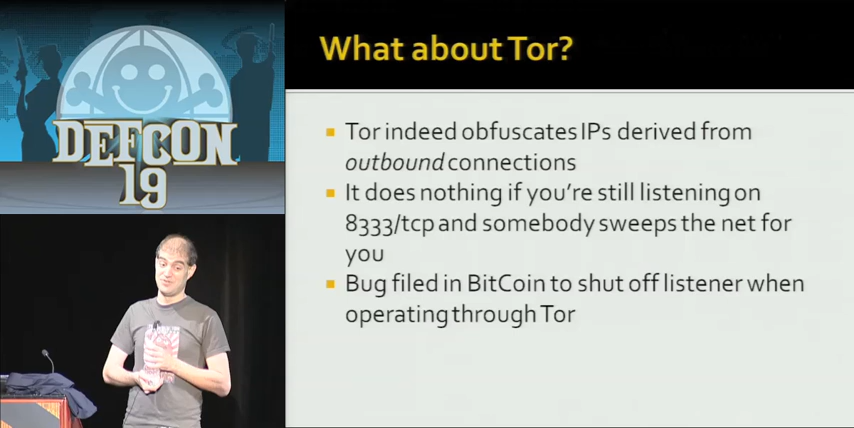 DEFCON
19
What about Tor?
Tor indeed obfuscates IPs derived from
outbound connections
It does nothing if you're still listening on
8333/tcp and somebody sweeps the net for
you
Bug filed in BitCoin to shut off listener when
operating through Tor